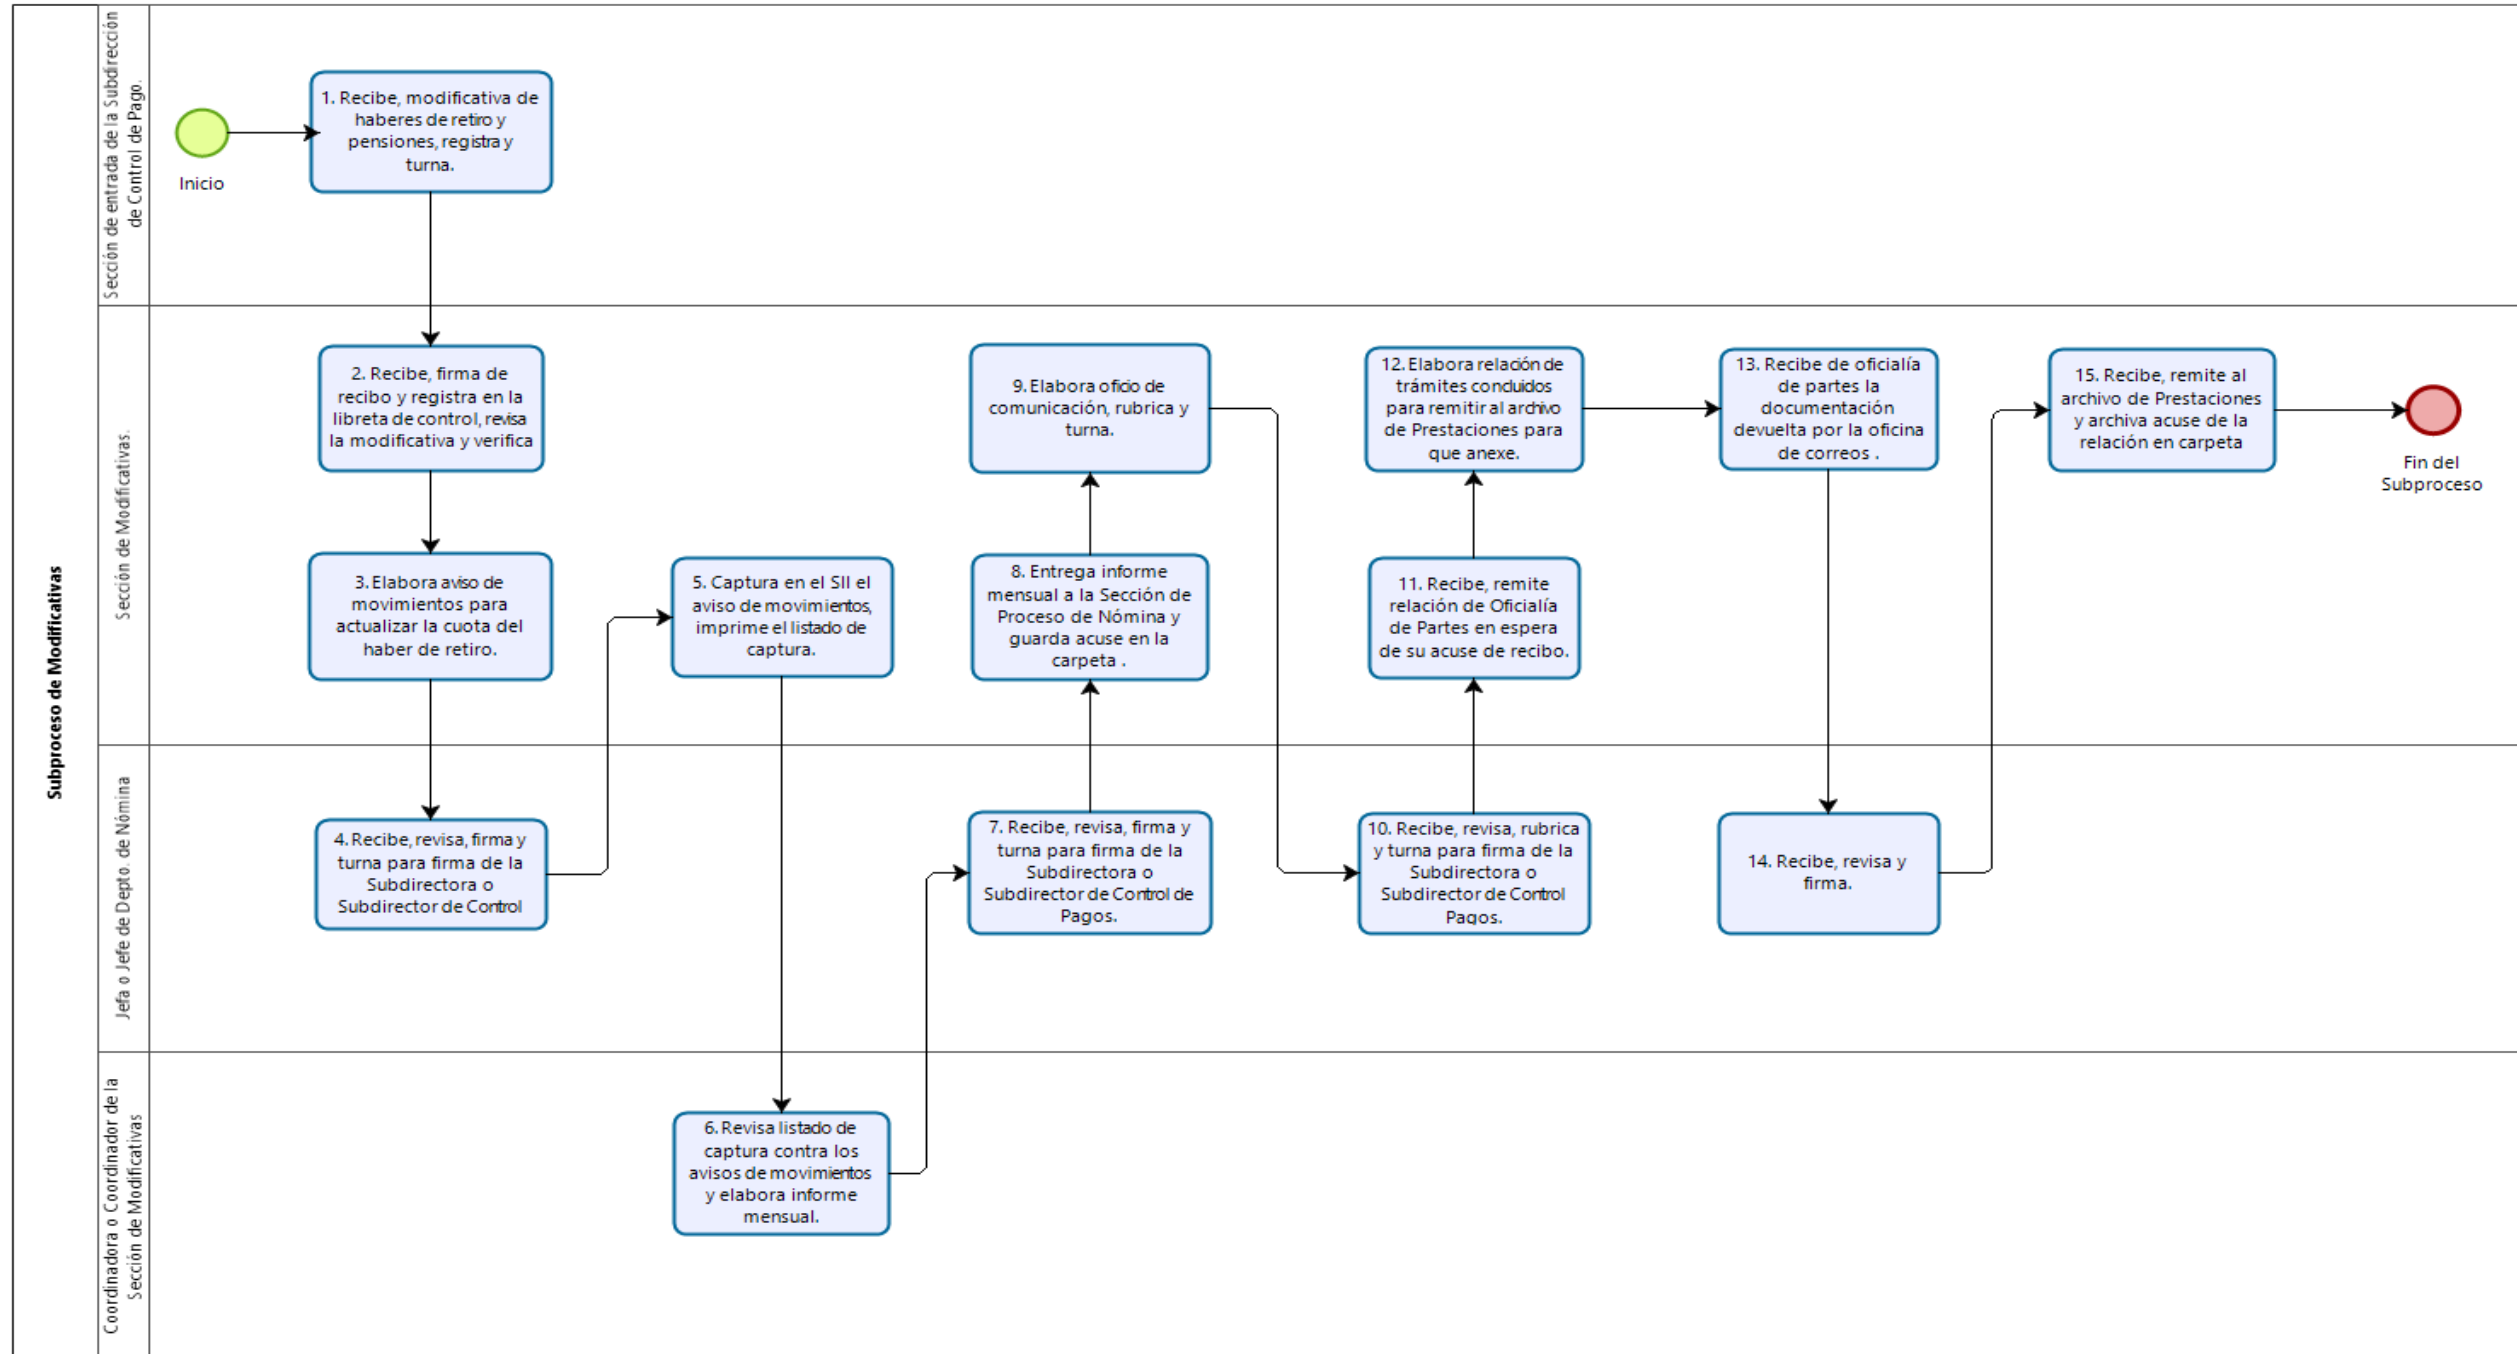 Subproceso de Modificativas
Sección de entrada de la Subdirección
de Control de Pago.
Inicio
1. Recibe, modificativa de
haberes de retiro y
pensiones, registra y
turna.
Sección de Modificativas.
2. Recibe, firma de
recibo y registra en la
libreta de control, revisa
la modificativa y verifica
3. Elabora aviso de
movimientos para
actualizar la cuota del
haber de retiro.
5. Captura en el SII el
aviso de movimientos,
imprime el listado de
captura.
9. Elabora oficio de
comunicación, rubrica y
turna.
8. Entrega informe
mensual a la Sección de
Proceso de Nómina y
guarda acuse en la
carpeta .
12. Elabora relación de
trámites concluidos
para remitir al archivo
de Prestaciones para
que anexe.
11. Recibe, remite
relación de Oficialía
de Partes en espera
de su acuse de recibo.
13. Recibe de oficialía
de partes la
documentación
devuelta por la oficina
de correos .
15. Recibe, remite al
archivo de Prestaciones
y archiva acuse de la
relación en carpeta
Fin del
Subproceso
Jefa o Jefe de Depto. de Nómina
4. Recibe, revisa, firma y
turna para firma de la
Subdirectora o
Subdirector de Control
7. Recibe, revisa, firma y
turna para firma de la
Subdirectora o
Subdirector de Control de
Pagos.
10. Recibe, revisa, rubrica
y turna para firma de la
Subdirectora o
Subdirector de Control
Pagos.
14. Recibe, revisa y
firma.
Coordinadora o Coordinador de la
Sección de Modificativas
6. Revisa listado de
captura contra los
avisos de movimientos
y elabora informe
mensual.